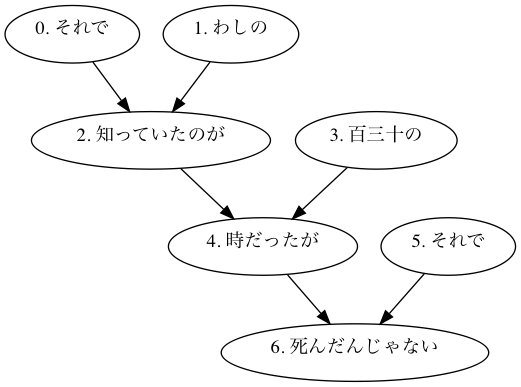 0. それで
1. わしの
2. 知っていたのが
3. 百三十の
4. 時だったが
5. それで
6. 死んだんじゃない